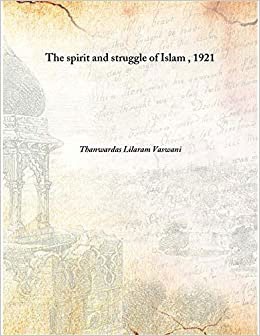 The spirit and struggle of Islam , 1921
Thanwardas Lilaram Vaswani